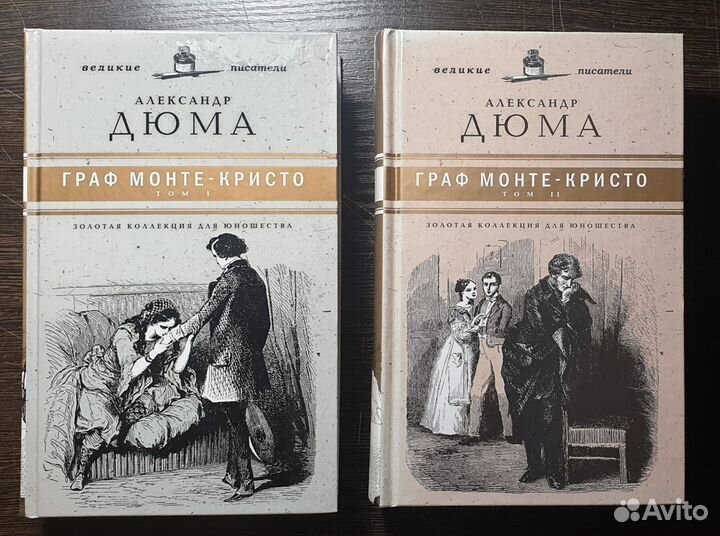 великие писатели
АЛЕКСАНДР
ДЮМА
ГРАФ МОНТЕ-КРИСТО
ТОМ I
ЗОЛОТАЯ КОЛЛЕКЦИЯ ДЛЯ ЮНОШЕСТВА
великие писатели
АЛЕКСАНДР
ДЮМА
ГРАФ МОНТЕ-КРИСТО
ТОМ II
ЗОЛОТАЯ КОЛЛЕКЦИЯ ДЛЯ ЮНОШЕСТВА
Avito